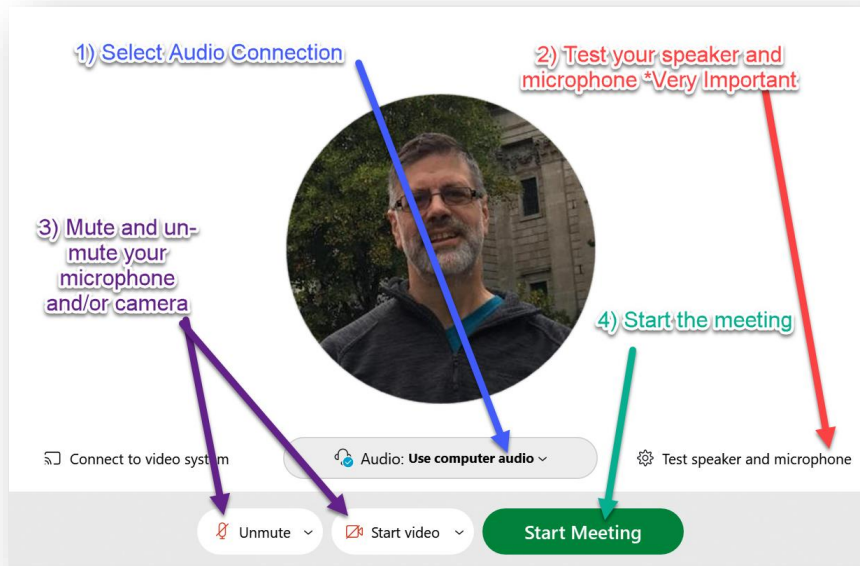 1) Select Audio Connection
2) Test your speaker and
microphone *Very Important
3) Mute and un-
mute your
microphone
and/or camera
4) Start the meeting
Connect to video system
Audio: Use computer audio
Test speaker and microphone
Unmute
Start video
Start Meeting